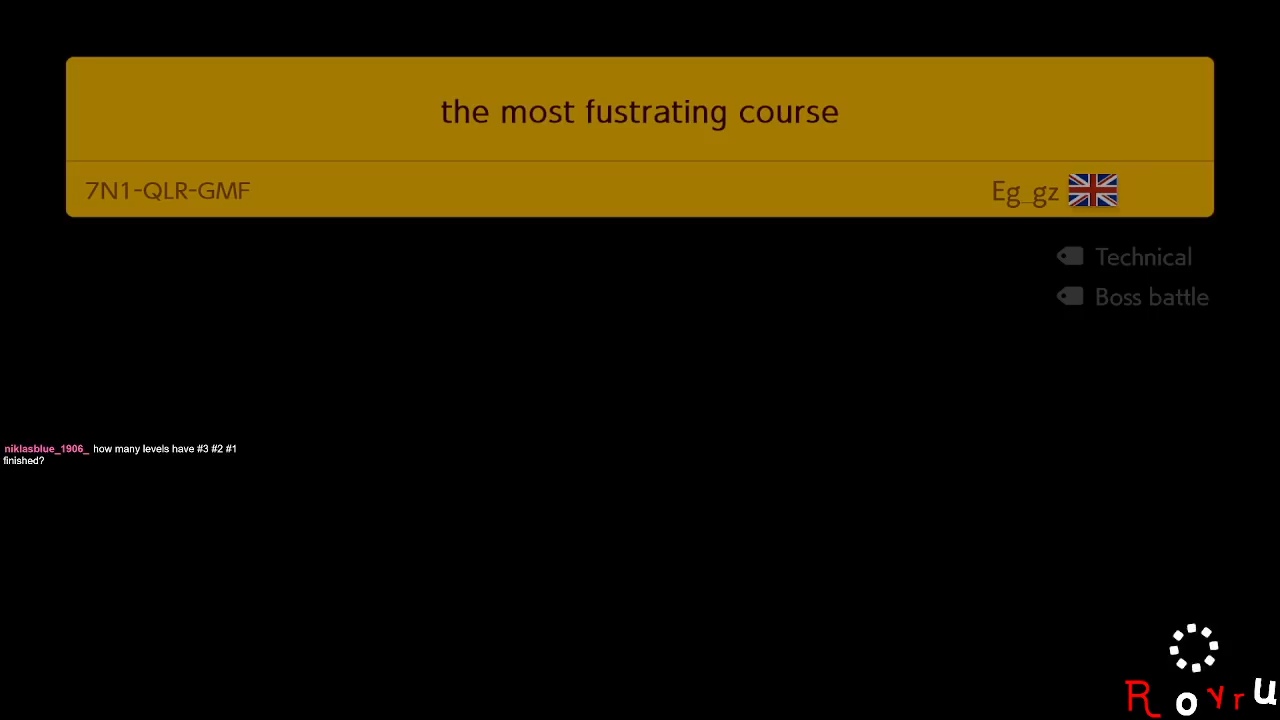 the most fustrating course
7N1-QLR-GMF
Eg_gz
Technical
Boss battle
niklasblue_1906_ how many levels have #3 #2 #1
finished?
Royru